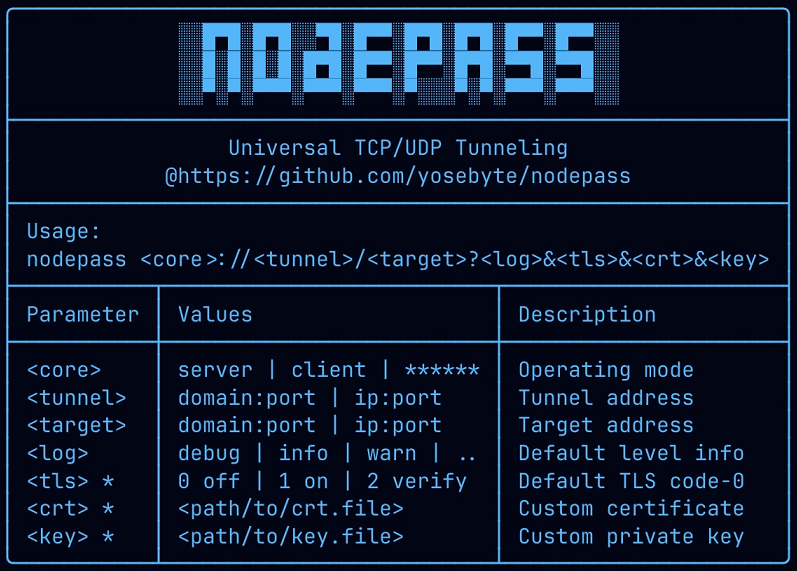 NODEPASS
Universal TCP/UDP Tunneling
@https://github.com/yosebyte/nodepass
Usage:
nodepass <core>://<tunnel>/<target>?<log>&<tls>&<crt>&<key>
Parameter Values Description
<core> server | client | ****** Operating mode
<tunnel> domain:port | ip:port Tunnel address
<target> domain:port | ip:port Target address
<log> debug | info | warn | .. Default level info
<tls> * 0 off | 1 on | 2 verify Default TLS code-0
<crt> * <path/to/crt.file> Custom certificate
<key> * <path/to/key.file> Custom private key